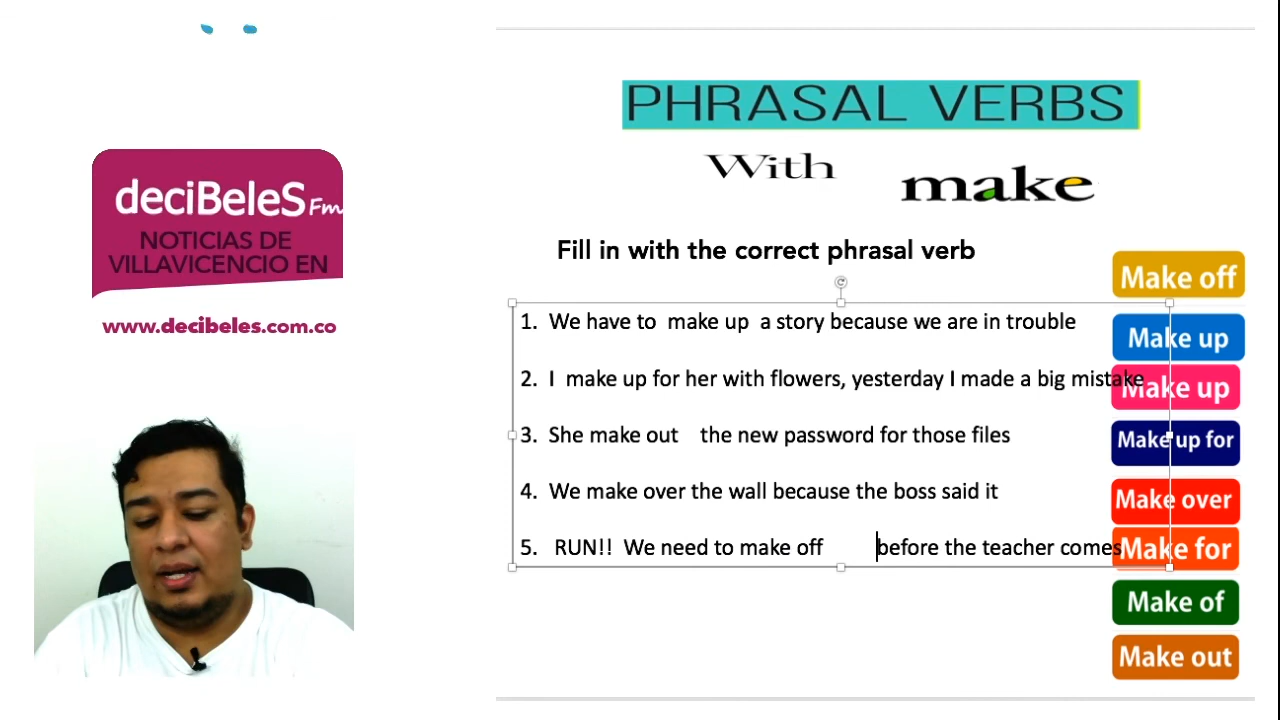 deciBeleS Fm
NOTICIAS DE
VILLAVICENCIO EN
www.decibeles.com.co
PHRASAL VERBS
With
make
Fill in with the correct phrasal verb
1. We have to make up a story because we are in trouble
2. I make up for her with flowers, yesterday I made a big mistake
3. She make out the new password for those files
4. We make over the wall because the boss said it
5. RUN!! We need to make off before the teacher comes
Make off
Make up
Make up
Make up for
Make over
Make for
Make of
Make out